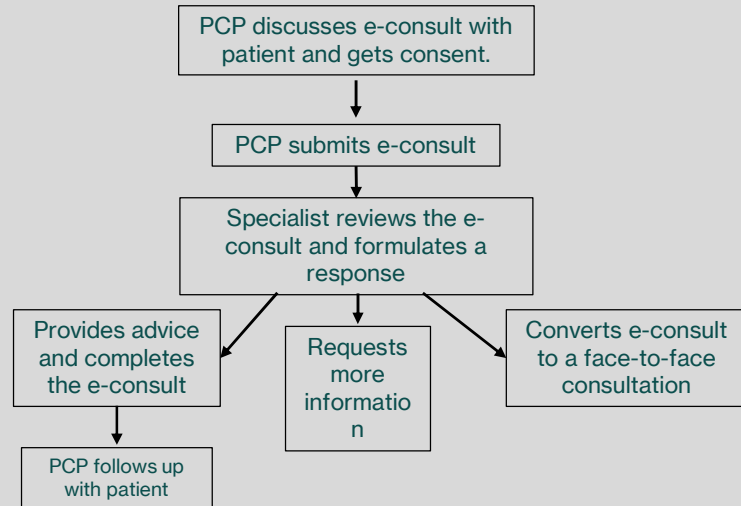 PCP discusses e-consult with
patient and gets consent.
PCP submits e-consult
Specialist reviews the e-
consult and formulates a
response
Provides advice
and completes
the e-consult
Requests
more
informatio
n
Converts e-consult
to a face-to-face
consultation
PCP follows up
with patient